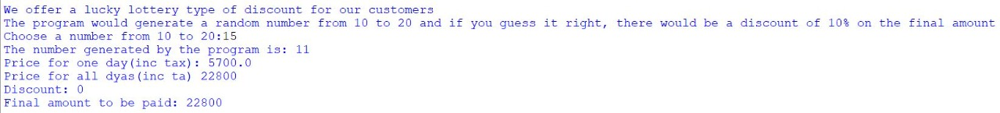 We offer a lucky lottery type of discount for our customers
The program would generate a random number from 10 to 20 and if you guess it right, there would be a discount of 10% on the final amount
Choose a number from 10 to 20:15
The number generated by the program is: 11
Price for one day(inc tax): 5700.0
Price for all dyas(inc ta) 22800
Discount: 0
Final amount to be paid: 22800